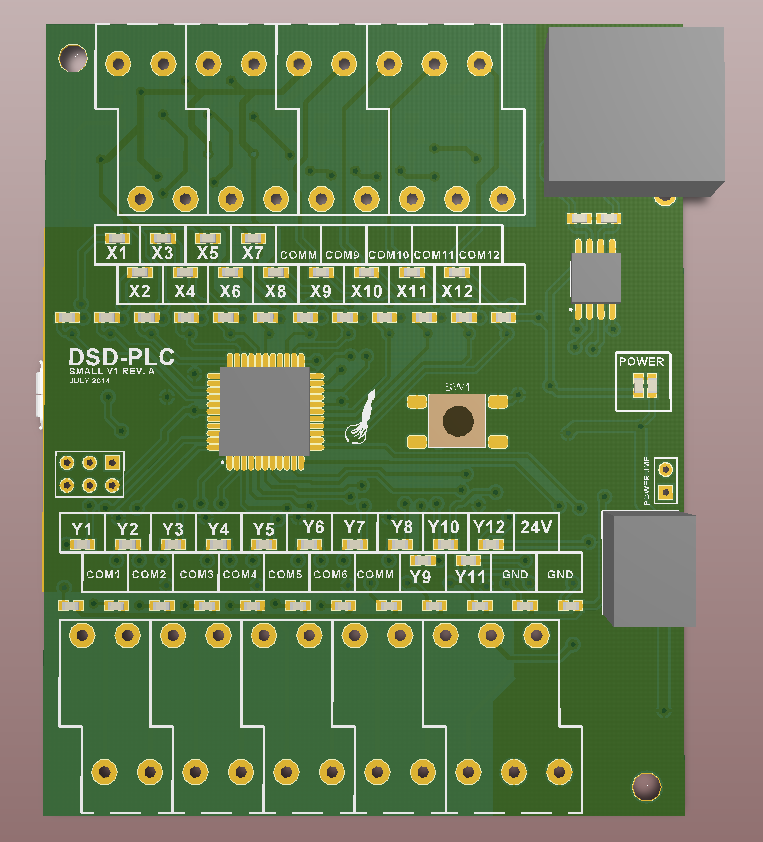 X1 X3 X5 X7 COMM COM9 COM10 COM11 COM12
X2 X4 X6 X8 X9 X10 X11 X12
DSD-PLC
SMALL V1 REV. A
JULY 2014
SW1
POWER
POWER JMP
Y1 Y2 Y3 Y4 Y5 Y6 Y7 Y8 Y10 Y12 24V
COM1 COM2 COM3 COM4 COM5 COM6 COMM Y9 Y11 GND GND